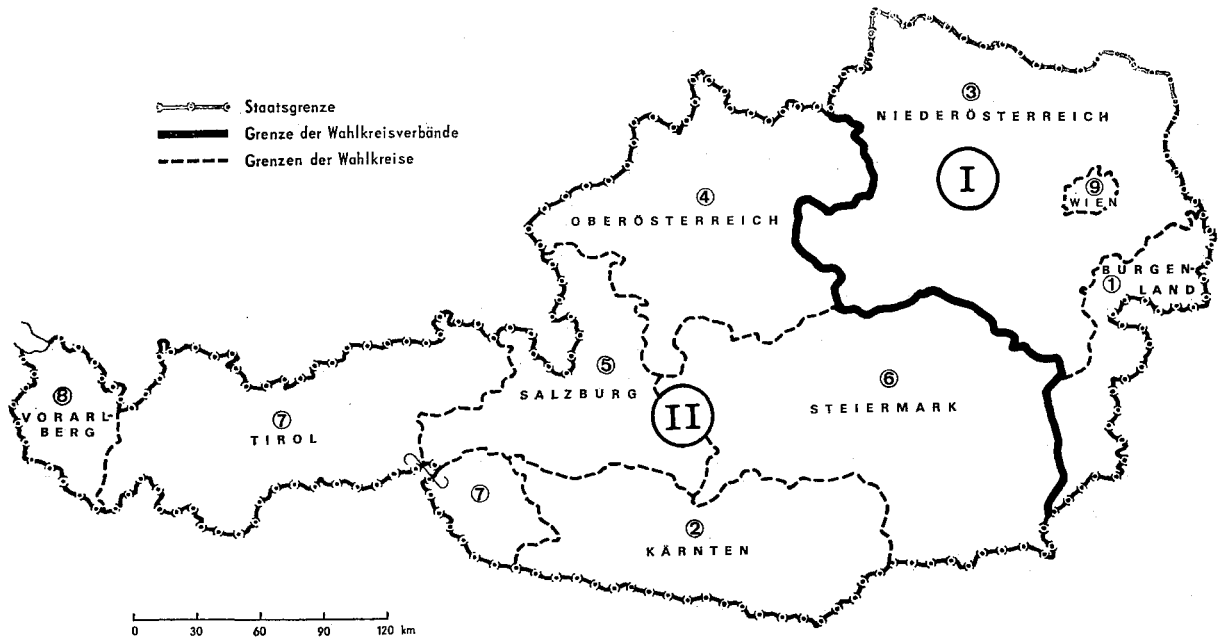 Staatsgrenze
Grenze der Wahlkreisverbände
Grenzen der Wahlkreise
③
NIEDERÖSTERREICH
I
⑨
WIEN
④
OBERÖSTERREICH
①
BURGEN-
LAND
⑤
SALZBURG
⑥
STEIERMARK
II
⑧
VORARL-
BERG
⑦
TIROL
⑦
②
KÄRNTEN
0 30 60 90 120 km